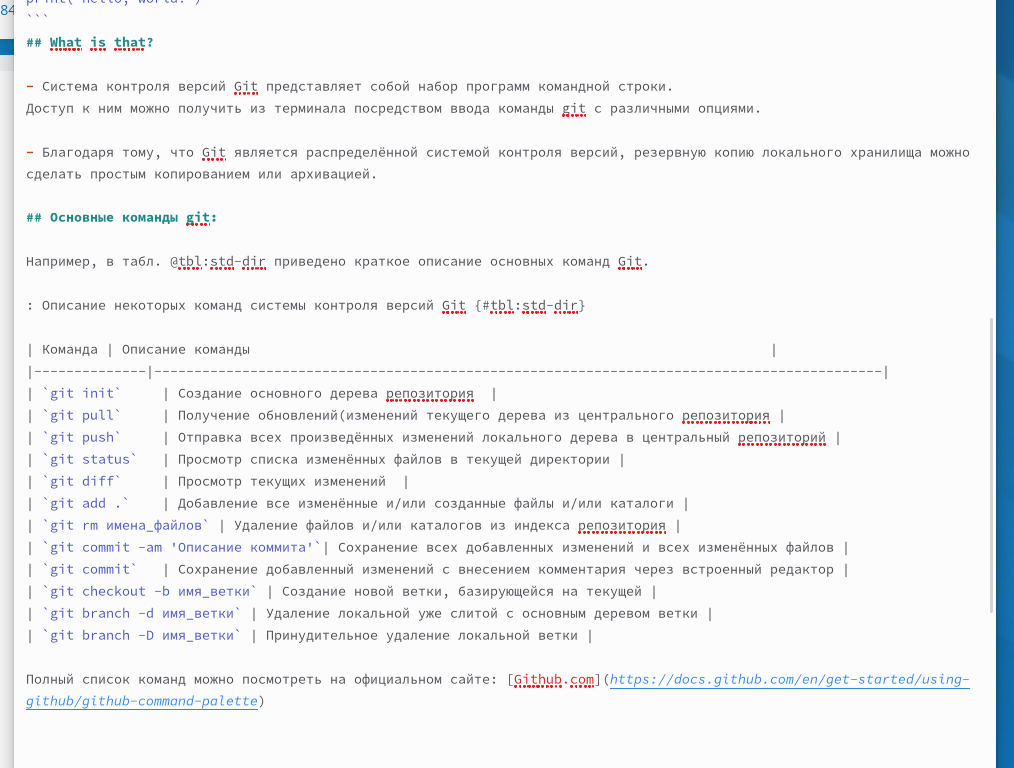 84
print("hello, world!")
```
## What is that?
- Система контроля версий Git представляет собой набор программ командной строки.
Доступ к ним можно получить из терминала посредством ввода команды git с различными опциями.
- Благодаря тому, что Git является распределённой системой контроля версий, резервную копию локального хранилища можно
сделать простым копированием или архивацией.
## Основные команды git:
Например, в табл. @tbl:std-dir приведено краткое описание основных команд Git.
: Описание некоторых команд системы контроля версий Git {#tbl:std-dir}
| Команда | Описание команды                                                                 |
|--------------|-------------------------------------------------------------------------------------------|
| `git init`     | Создание основного дерева репозитория  |
| `git pull`     | Получение обновлений(изменений текущего дерева из центрального репозитория |
| `git push`     | Отправка всех произведённых изменений локального дерева в центральный репозиторий |
| `git status`   | Просмотр списка изменённых файлов в текущей директории |
| `git diff`     | Просмотр текущих изменений  |
| `git add .`    | Добавление все изменённые и/или созданные файлы и/или каталоги |
| `git rm имена_файлов` | Удаление файлов и/или каталогов из индекса репозитория |
| `git commit -am 'Описание коммита'`| Сохранение всех добавленных изменений и всех изменённых файлов |
| `git commit`   | Сохранение добавленный изменений с внесением комментария через встроенный редактор |
| `git checkout -b имя_ветки` | Создание новой ветки, базирующейся на текущей |
| `git branch -d имя_ветки` | Удаление локальной уже слитой с основным деревом ветки |
| `git branch -D имя_ветки` | Принудительное удаление локальной ветки |
Полный список команд можно посмотреть на официальном сайте: [Github.com](https://docs.github.com/en/get-started/using-
github/github-command-palette)